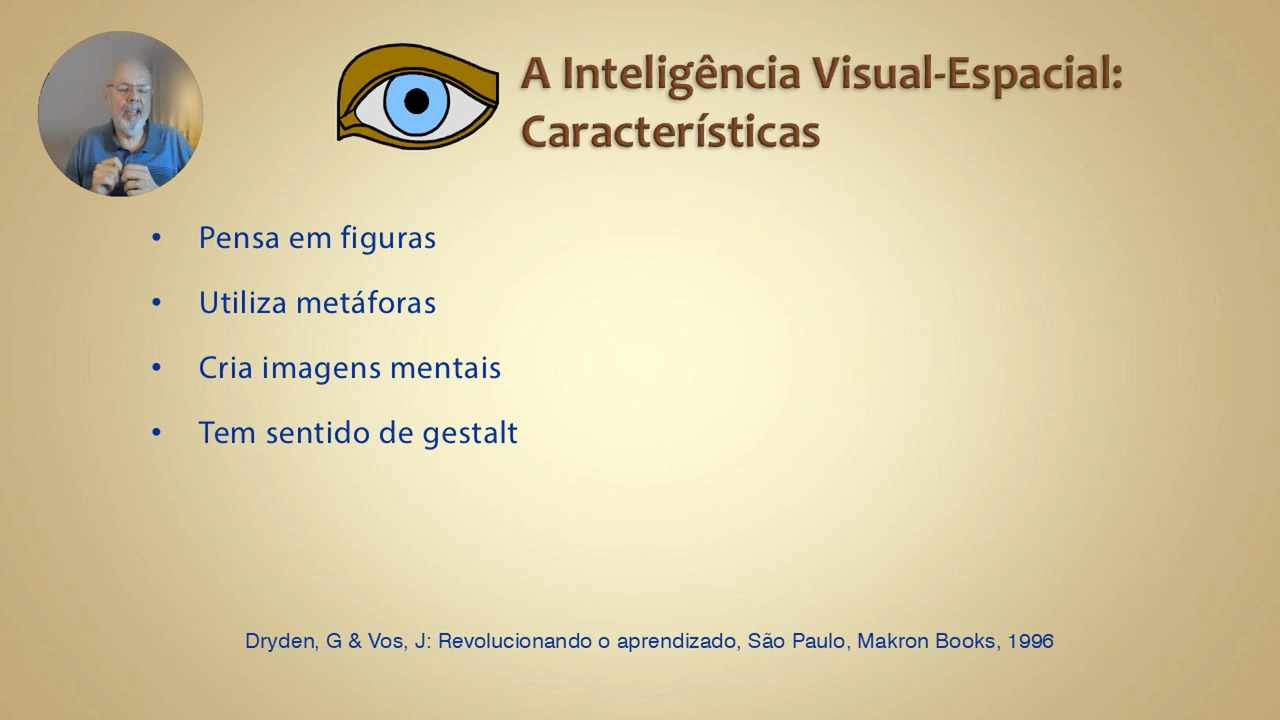 A Inteligência Visual-Espacial:
Características
• Pensa em figuras
• Utiliza metáforas
• Cria imagens mentais
• Tem sentido de gestalt
Dryden, G & Vos, J: Revolucionando o aprendizado, São Paulo, Makron Books, 1996